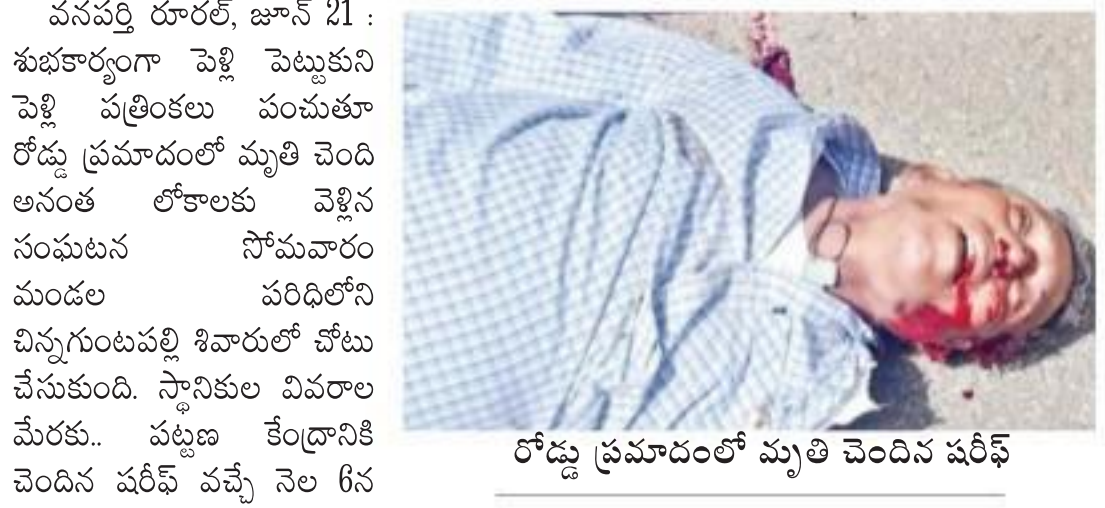 వనపర్తి రూరల్, జూన్ 21 :
శుభకార్యంగా పెళ్లి పెట్టుకుని
పెళ్లి పత్రింకలు పంచుతూ
రోడ్డు ప్రమాదంలో మృతి చెంది
అనంత లోకాలకు వెళ్లిన
సంఘటన సోమవారం
మండల పరిధిలోని
చిన్నగుంటపల్లి శివారులో చోటు
చేసుకుంది. స్థానికుల వివరాల
మేరకు.. పట్టణ కేంద్రానికి
చెందిన షరీఫ్ వచ్చే నెల 6న
రోడ్డు ప్రమాదంలో మృతి చెందిన షరీఫ్